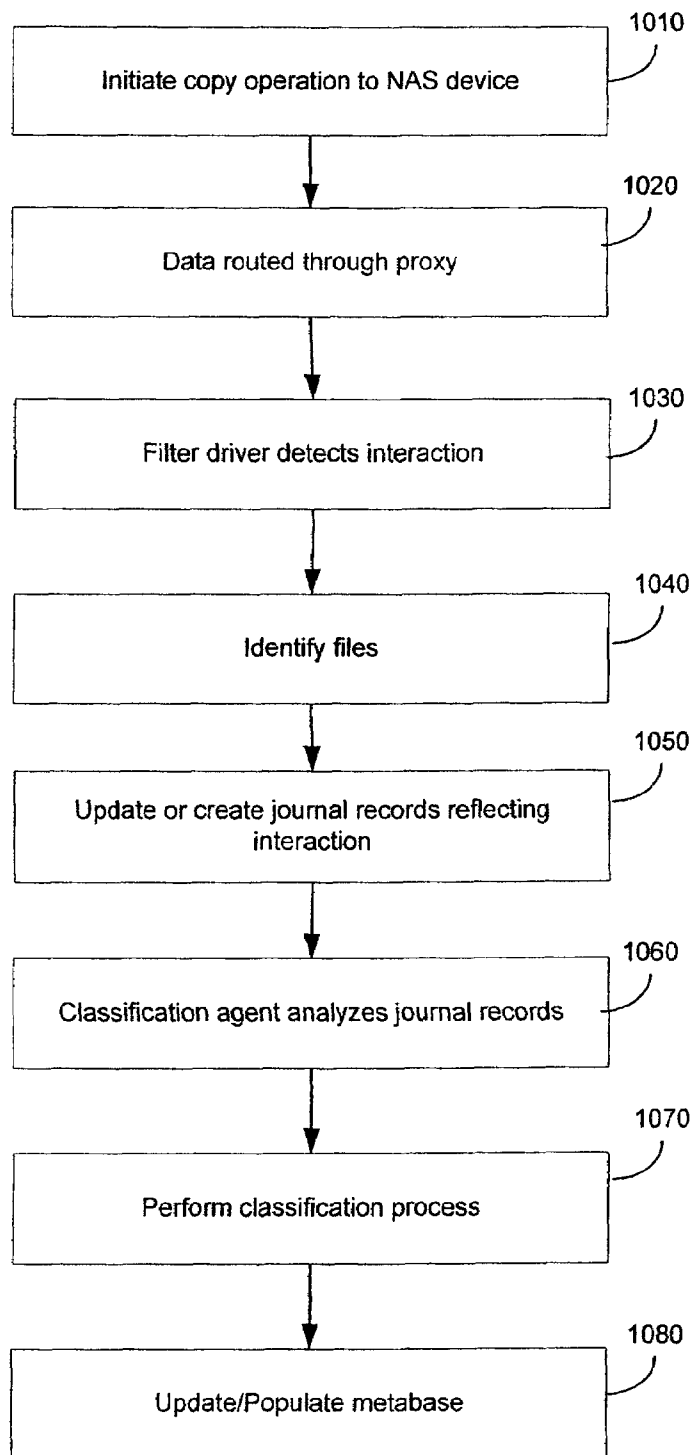 1010
Initiate copy operation to NAS device
1020
Data routed through proxy
1030
Filter driver detects interaction
1040
Identify files
1050
Update or create journal records reflecting
interaction
1060
Classification agent analyzes journal records
1070
Perform classification process
1080
Update/Populate metabase